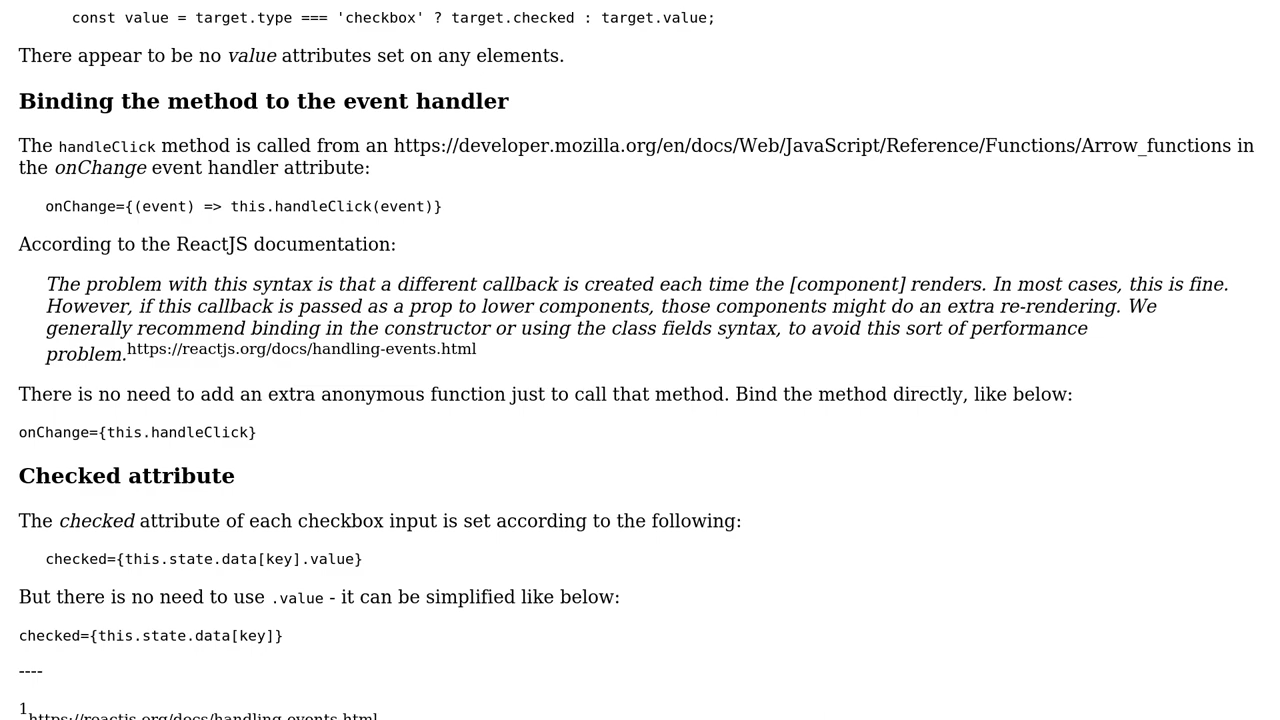 const value = target.type === 'checkbox' ? target.checked : target.value;
There appear to be no value attributes set on any elements.
Binding the method to the event handler
The handleClick method is called from an https://developer.mozilla.org/en/docs/Web/JavaScript/Reference/Functions/Arrow_functions in
the onChange event handler attribute:
onChange={(event) => this.handleClick(event)}
According to the ReactJS documentation:
The problem with this syntax is that a different callback is created each time the [component] renders. In most cases, this is fine.
However, if this callback is passed as a prop to lower components, those components might do an extra re-rendering. We
generally recommend binding in the constructor or using the class fields syntax, to avoid this sort of performance
problem.https://reactjs.org/docs/handling-events.html
There is no need to add an extra anonymous function just to call that method. Bind the method directly, like below:
onChange={this.handleClick}
Checked attribute
The checked attribute of each checkbox input is set according to the following:
checked={this.state.data[key].value}
But there is no need to use .value - it can be simplified like below:
checked={this.state.data[key]}
----
1https://reactjs.org/docs/handling-events.html